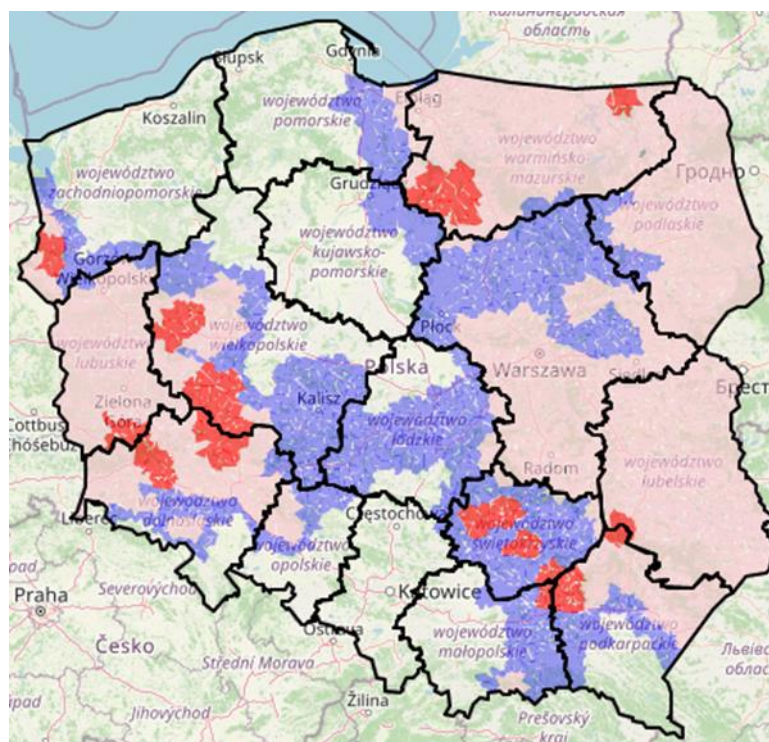 Калининградская
область
Gdynia
Słupsk
Koszalin
województwo
pomorskie
Elbląg
województwo
zachodniopomorskie
województwo
warmińsko-
mazurskie
Гродно
Grudziądz
województwo
podlaskie
województwo
kujawsko-
pomorskie
Gorzów
Wielkopolski
Płock
województwo
wielkopolskie
województwo
lubuskie
Polska
Warszawa
Siedlce
Брест
Kalisz
Zielona
Góra
Cottbus
Chóśebuz
województwo
łódzkie
Radom
województwo
lubelskie
Liberec
województwo
dolnośląskie
Częstochowa
województwo
świętokrzyskie
województwo
opolskie
Severovýchod
Katowice
Praha
Ostrava
województwo
małopolskie
województwo
podkarpackie
Česko
Střední Morava
Львівська
область
Žilina
Jihovýchod
Prešovský
kraj